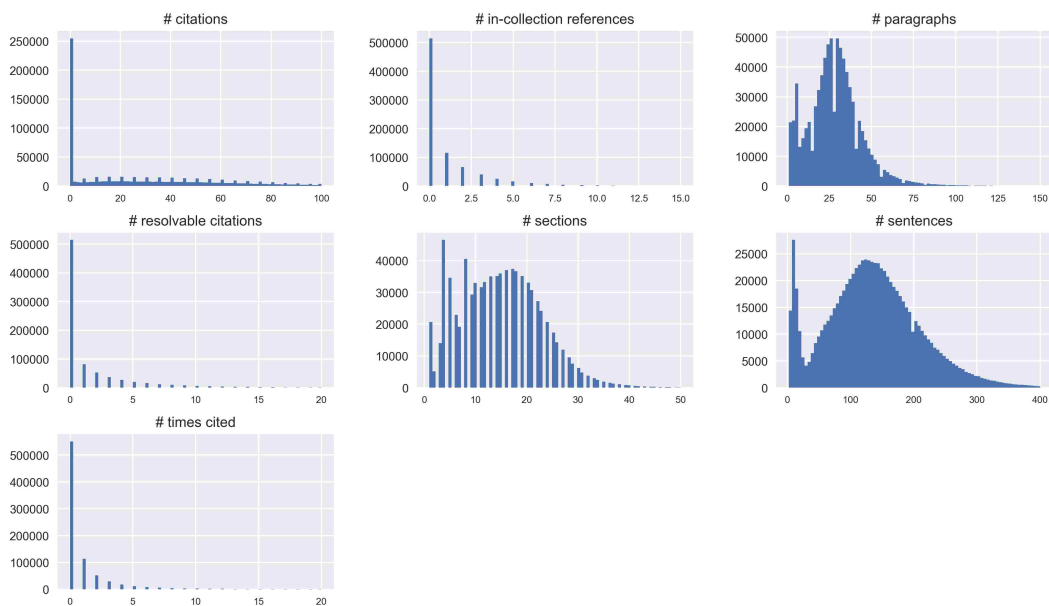 # citations
250000
200000
150000
100000
50000
0
0 20 40 60 80 100
# in-collection references
500000
400000
300000
200000
100000
0
0.0 2.5 5.0 7.5 10.0 12.5 15.0
# paragraphs
50000
40000
30000
20000
10000
0
0 25 50 75 100 125 150
# resolvable citations
500000
400000
300000
200000
100000
0
0 5 10 15 20
# sections
40000
30000
20000
10000
0
0 10 20 30 40 50
# sentences
25000
20000
15000
10000
5000
0
0 100 200 300 400
# times cited
500000
400000
300000
200000
100000
0
0 5 10 15 20